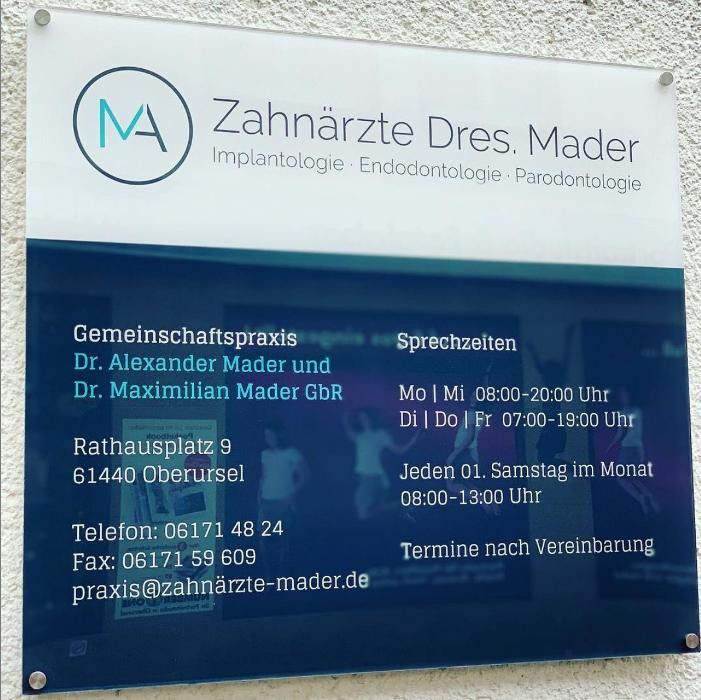 MA
Zahnärzte Dres. Mader
Implantologie · Endodontologie · Parodontologie
Gemeinschaftspraxis
Dr. Alexander Mader und
Dr. Maximilian Mader GbR
Rathausplatz 9
61440 Oberursel
Telefon: 06171 48 24
Fax: 06171 59 609
praxis@zahnärzte-mader.de
Sprechzeiten
Mo | Mi 08:00-20:00 Uhr
Di | Do | Fr 07:00-19:00 Uhr
Jeden 01. Samstag im Monat
08:00-13:00 Uhr
Termine nach Vereinbarung